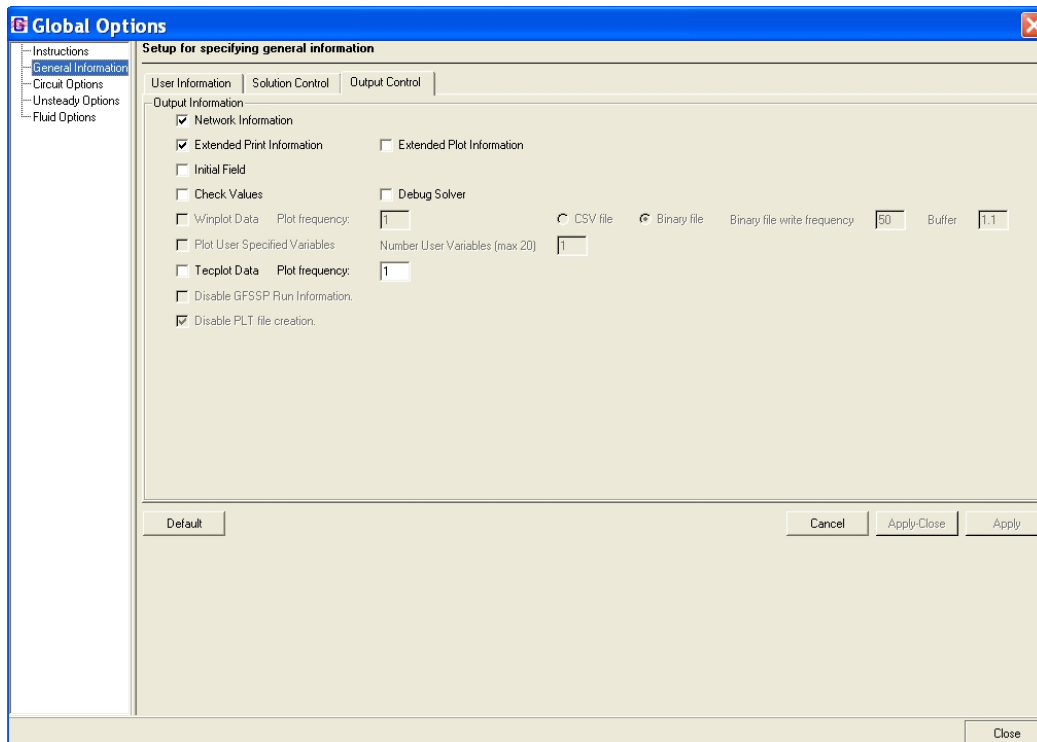 Global Options
Instructions
General Information
Circuit Options
Unsteady Options
Fluid Options
Setup for specifying general information
User Information Solution Control Output Control
Output Information
Network Information
Extended Print Information Extended Plot Information
Initial Field
Check Values Debug Solver
Winplot Data Plot frequency: 1 CSV file Binary file Binary file write frequency 50 Buffer 1.1
Plot User Specified Variables Number User Variables (max 20) 1
Tecplot Data Plot frequency: 1
Disable GFSSP Run Information.
Disable PLT file creation.
Default Cancel Apply-Close Apply
Close